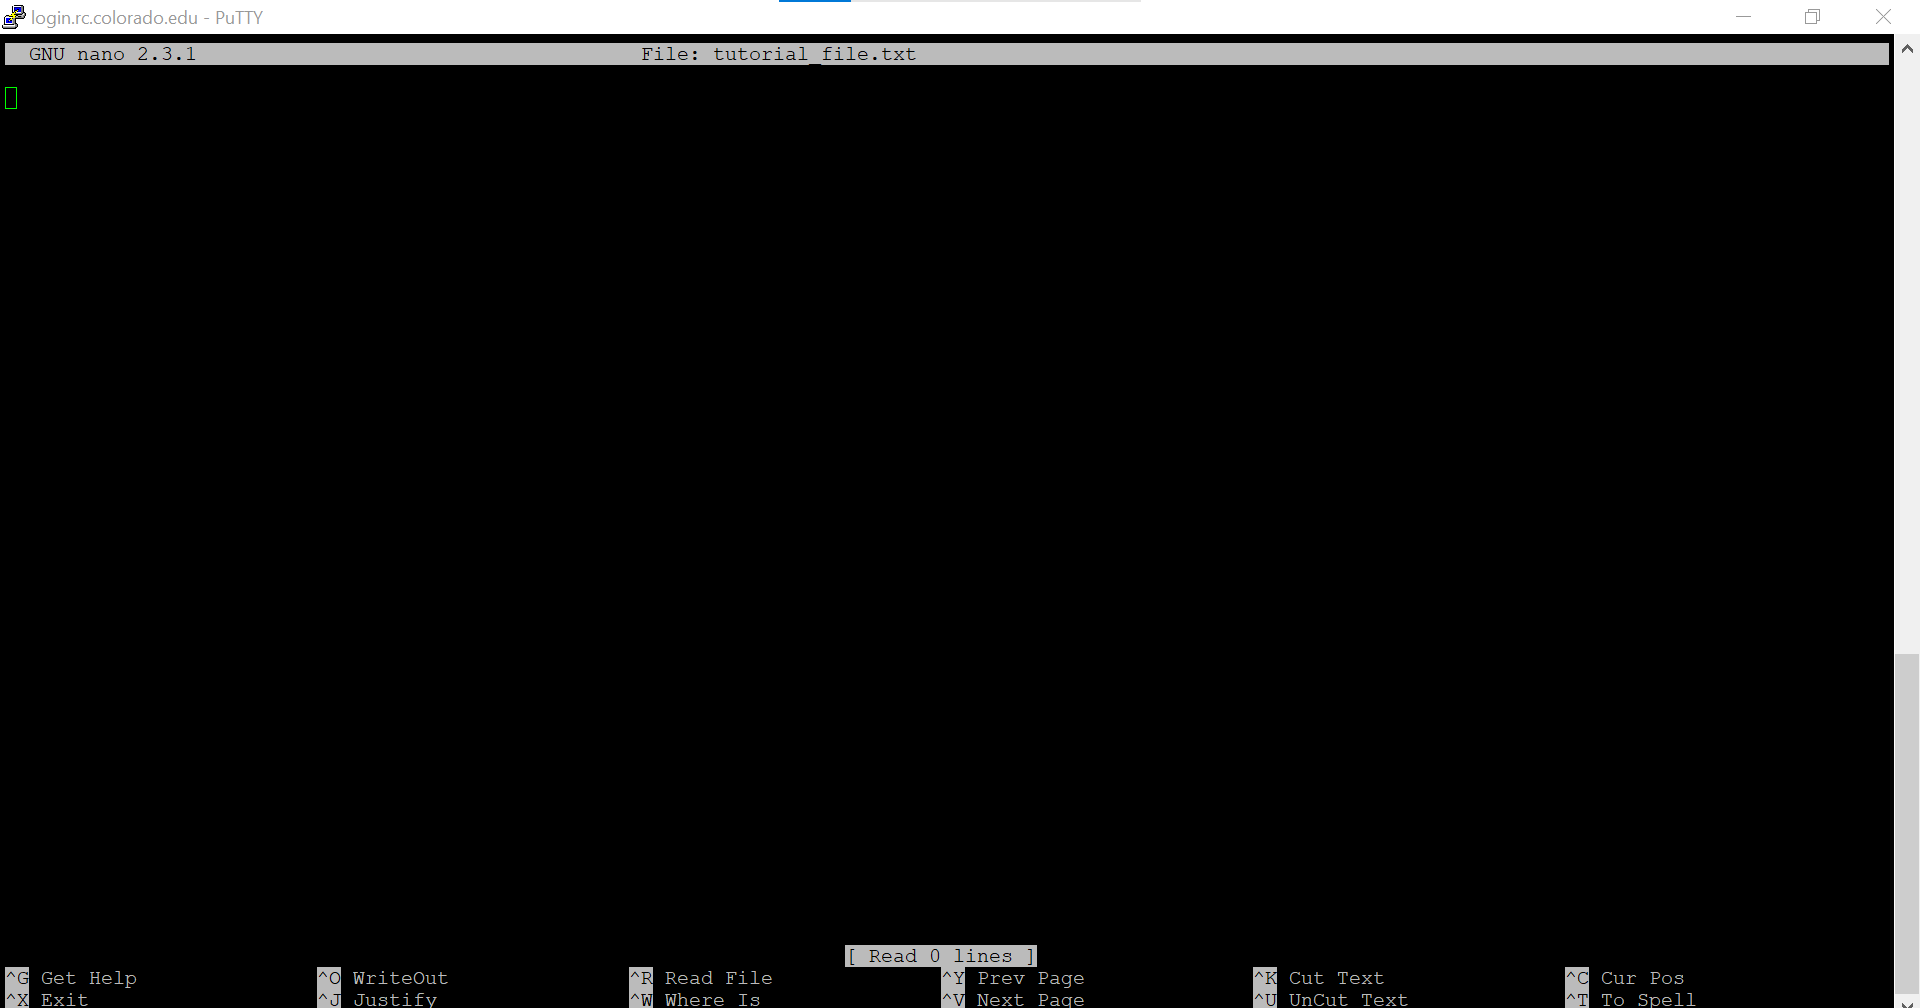 login.rc.colorado.edu - PuTTY
GNU nano 2.3.1 File: tutorial_file.txt
[ Read 0 lines ]
^G Get Help ^O WriteOut ^R Read File ^Y Prev Page ^K Cut Text ^C Cur Pos
^X Exit ^J Justify ^W Where Is ^V Next Page ^U UnCut Text ^T To Spell